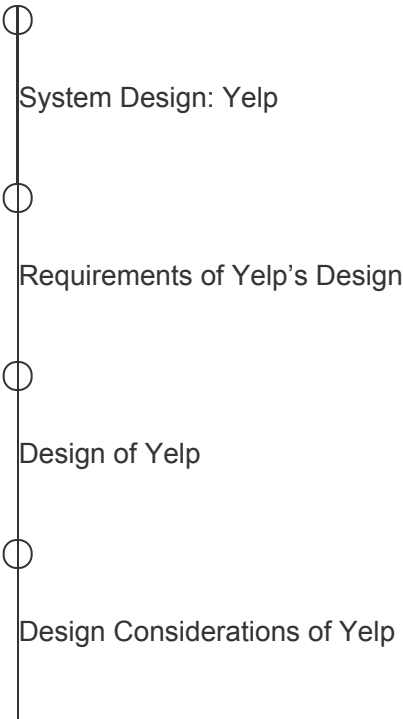 System Design: Yelp
Requirements of Yelp’s Design
Design of Yelp
Design Considerations of Yelp